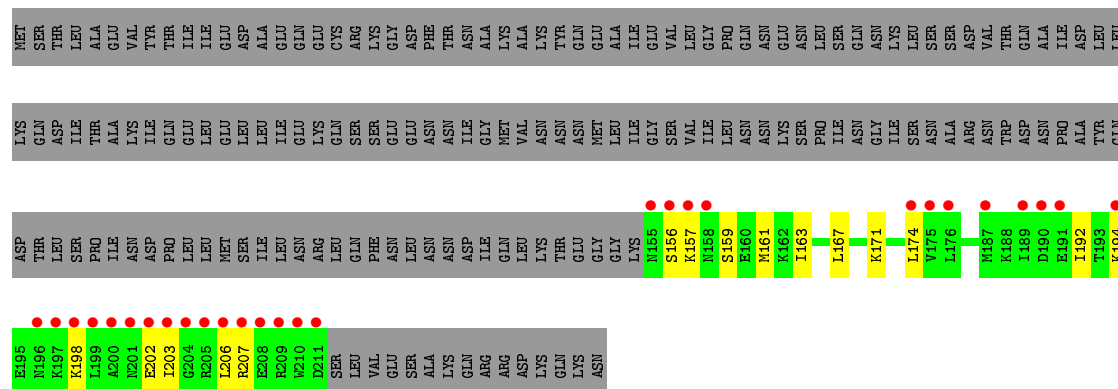 MET SER THR LEU ALA GLU VAL TYR THR ILE ILE GLU ASP ALA GLU GLN GLU CYS ARG LYS GLY ASP PHE THR ASN ALA LYS ALA LYS TYR GLN GLU ALA ILE GLU VAL LEU GLY PRO GLN ASN GLU ASN LEU SER GLN ASN LYS LEU SER SER ASP VAL THR GLN ALA ILE ASP LEU LEU
LYS GLN ASP ILE THR ALA LYS ILE GLN GLU LEU GLU LEU LEU ILE GLU LYS GLN SER SER GLU GLU ASN ASN ILE GLY MET VAL ASN ASN ASN MET LEU ILE GLY SER VAL ILE LEU ASN ASN LYS SER PRO ILE ASN GLY ILE SER ASN ALA ARG ASN TRP ASP ASN PRO ALA TYR GLN
ASP THR LEU SER PRO ILE ASN ASP PRO LEU LEU MET SER ILE LEU ASN ARG LEU GLN PHE ASN LEU ASN ASN ASP ILE GLN LEU LYS THR GLU GLY GLY LYS N155 S156 K157 N158 S159 E160 M161 K162 I163 L167 K171 L174 V175 L176 M187 K188 I189 D190 E191 I192 T193 K194
E195 N196 K197 K198 L199 A200 N201 E202 I203 G204 R205 L206 R207 E208 R209 W210 D211 SER LEU VAL GLU SER ALA LYS GLN ARG ARG ASP LYS GLN LYS ASN